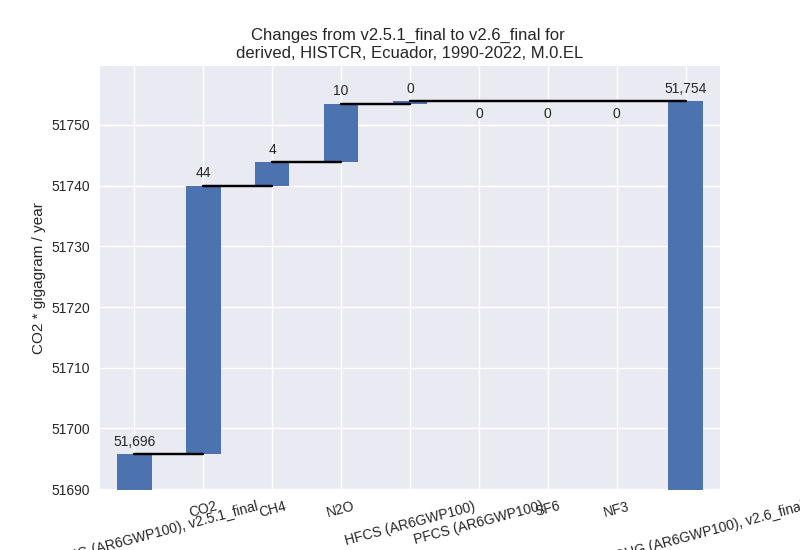 Changes from v2.5.1_final to v2.6_final for
derived, HISTCR, Ecuador, 1990-2022, M.0.EL
CO2 * gigagram / year
51750
51740
51730
51720
51710
51700
51690
51,696
44
4
10
0
0
0
0
51,754
(AR6GWP100), v2.5.1_final
CO2
CH4
N2O
HFCS (AR6GWP100)
PFCS (AR6GWP100)
SF6
NF3
(AR6GWP100), v2.6_final